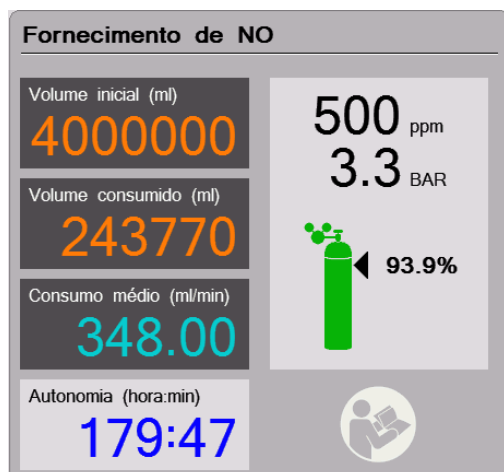 Fornecimento de NO
Volume inicial (ml)
4000000
Volume consumido (ml)
243770
Consumo médio (ml/min)
348.00
Autonomia (hora:min)
179:47
500 ppm
3.3 BAR
93.9%